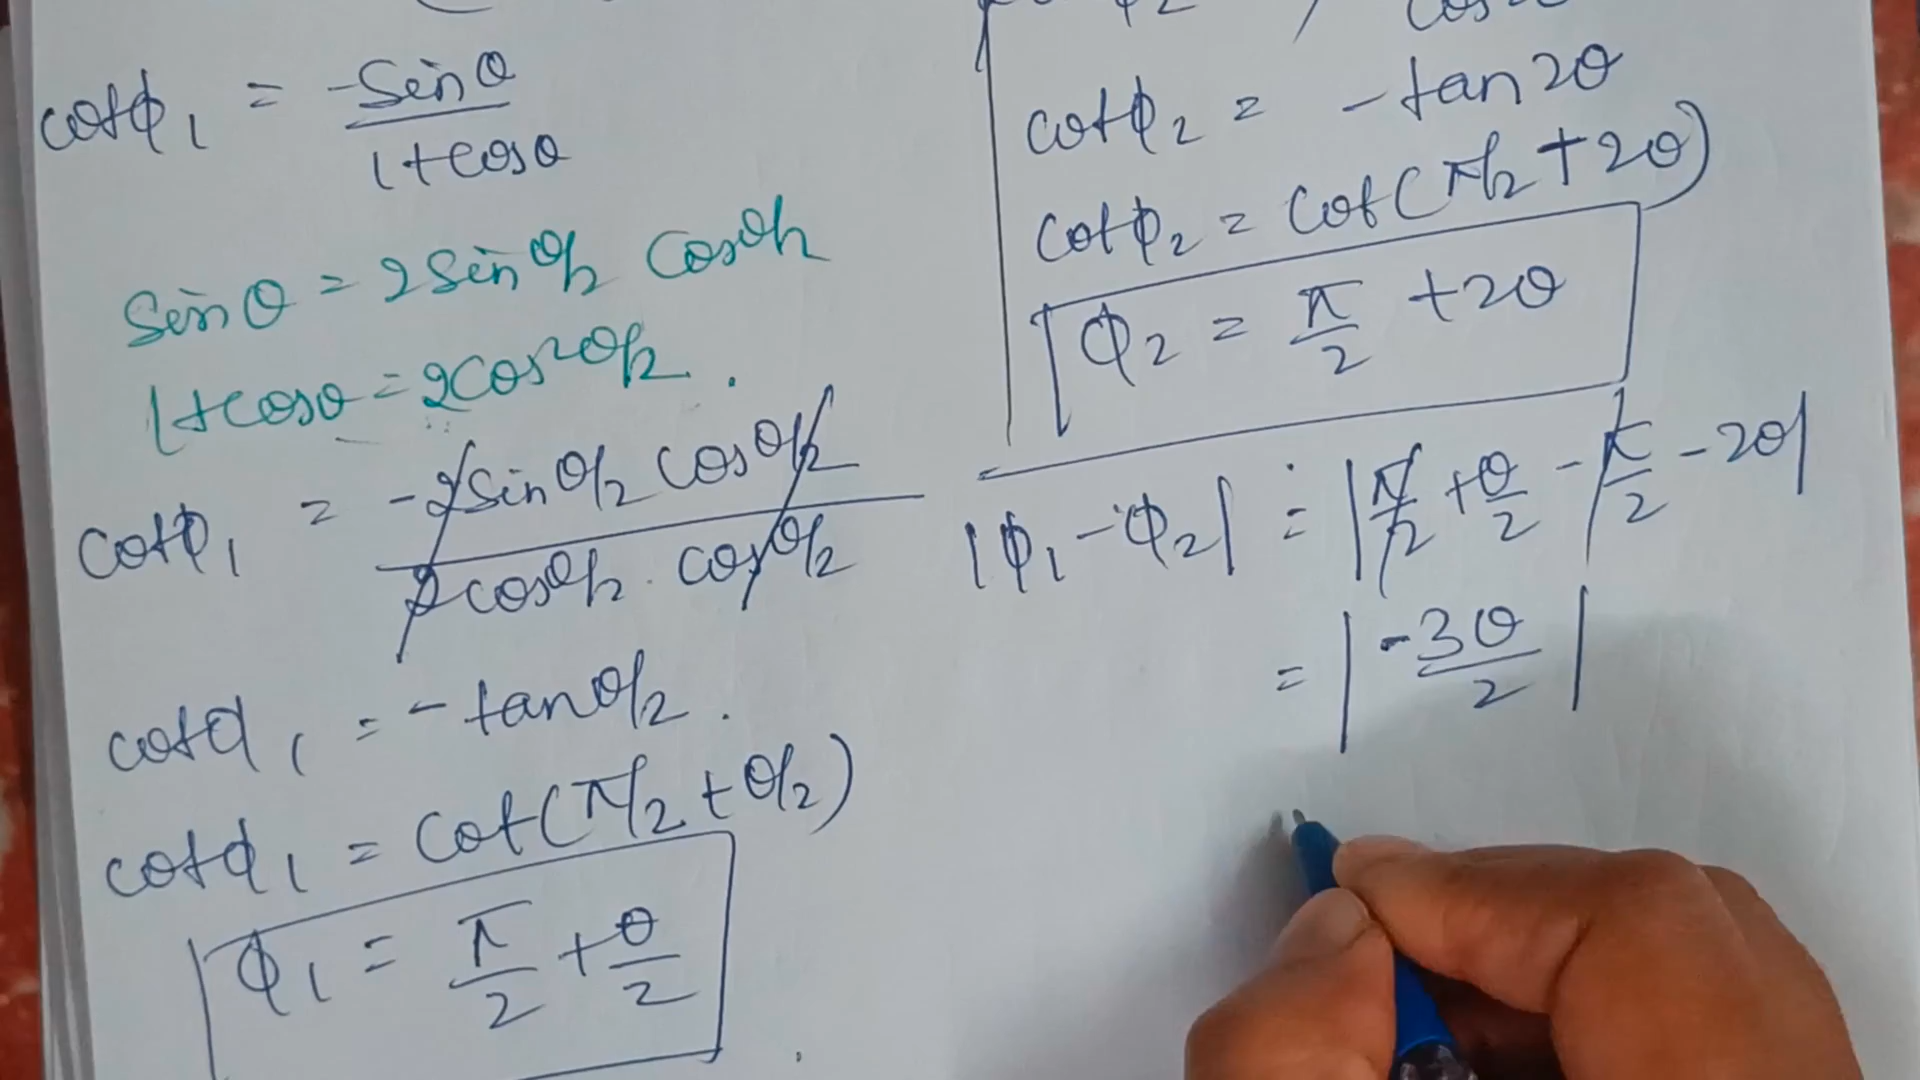 cotϕ₁ = -Sinθ / 1+cosθ
Sinθ = 2Sinθ/2 Cosθ/2
1+cosθ = 2cos²θ/2 .
cotϕ₁ = -2Sinθ/2 cosθ/2 / 2cosθ/2 . cosθ/2
cotϕ₁ = -tanθ/2 .
cotϕ₁ = Cot(π/2 + θ/2)
ϕ₁ = π/2 + θ/2
cotϕ₂ = -tan2θ
cotϕ₂ = Cot(π/2 + 2θ)
ϕ₂ = π/2 + 2θ
|ϕ₁ - ϕ₂| = |π/2 + θ/2 - π/2 - 2θ|
= |-3θ/2|